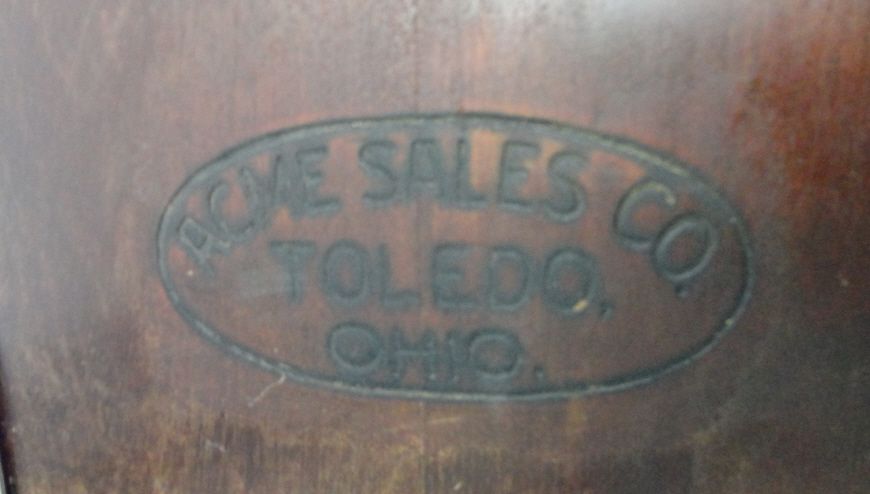 ACME SALES CO.
TOLEDO,
OHIO.